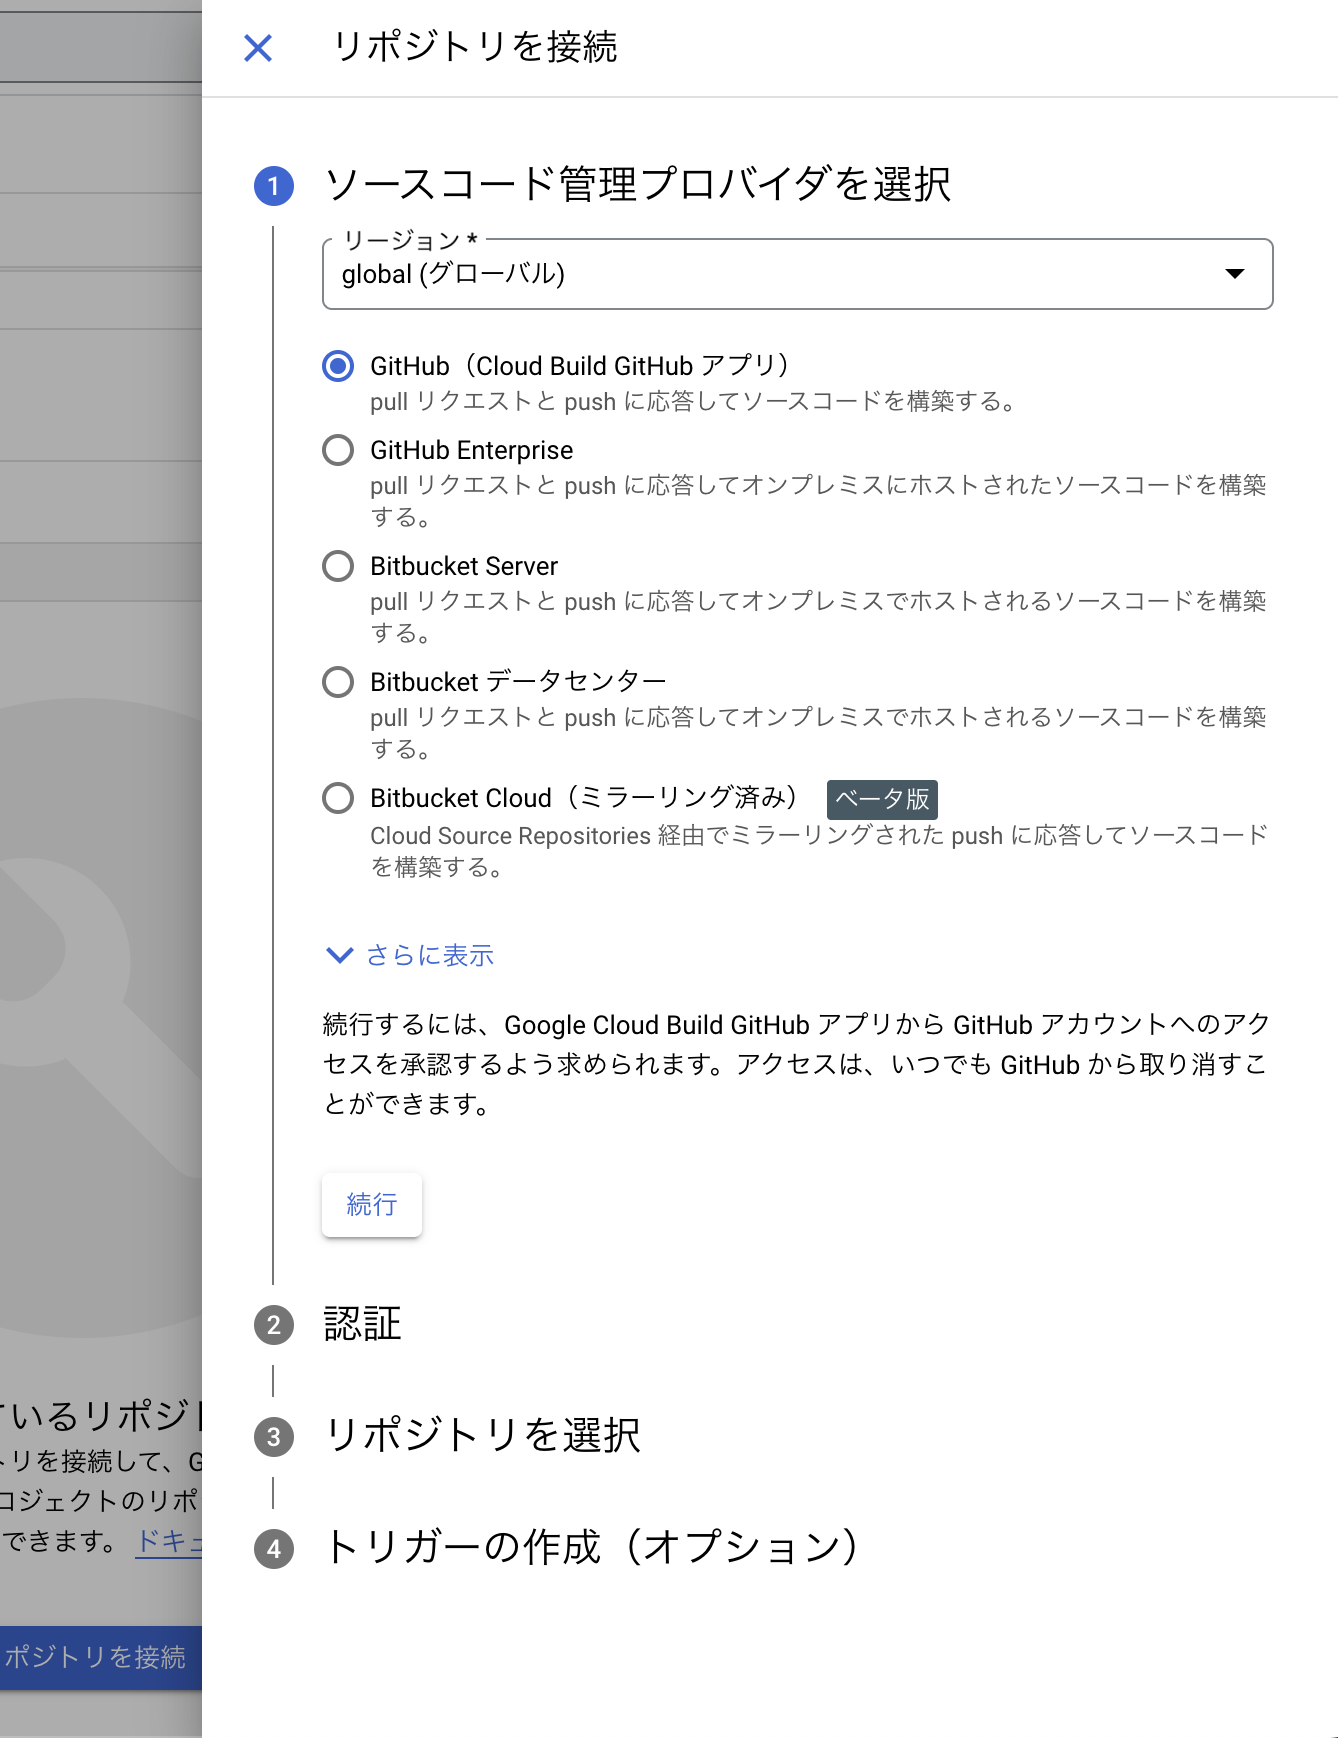 リポジトリを接続
1 ソースコード管理プロバイダを選択
リージョン *
global (グローバル)
GitHub（Cloud Build GitHub アプリ）
pull リクエストと push に応答してソースコードを構築する。
GitHub Enterprise
pull リクエストと push に応答してオンプレミスにホストされたソースコードを構築
する。
Bitbucket Server
pull リクエストと push に応答してオンプレミスでホストされるソースコードを構築
する。
Bitbucket データセンター
pull リクエストと push に応答してオンプレミスでホストされるソースコードを構築
する。
Bitbucket Cloud（ミラーリング済み） ベータ版
Cloud Source Repositories 経由でミラーリングされた push に応答してソースコード
を構築する。
さらに表示
続行するには、Google Cloud Build GitHub アプリから GitHub アカウントへのアク
セスを承認するよう求められます。アクセスは、いつでも GitHub から取り消すこ
とができます。
続行
2 認証
3 リポジトリを選択
4 トリガーの作成（オプション）
ているリポジト
トリを接続して、G
ロジェクトのリポ
できます。 ドキュ
ポジトリを接続